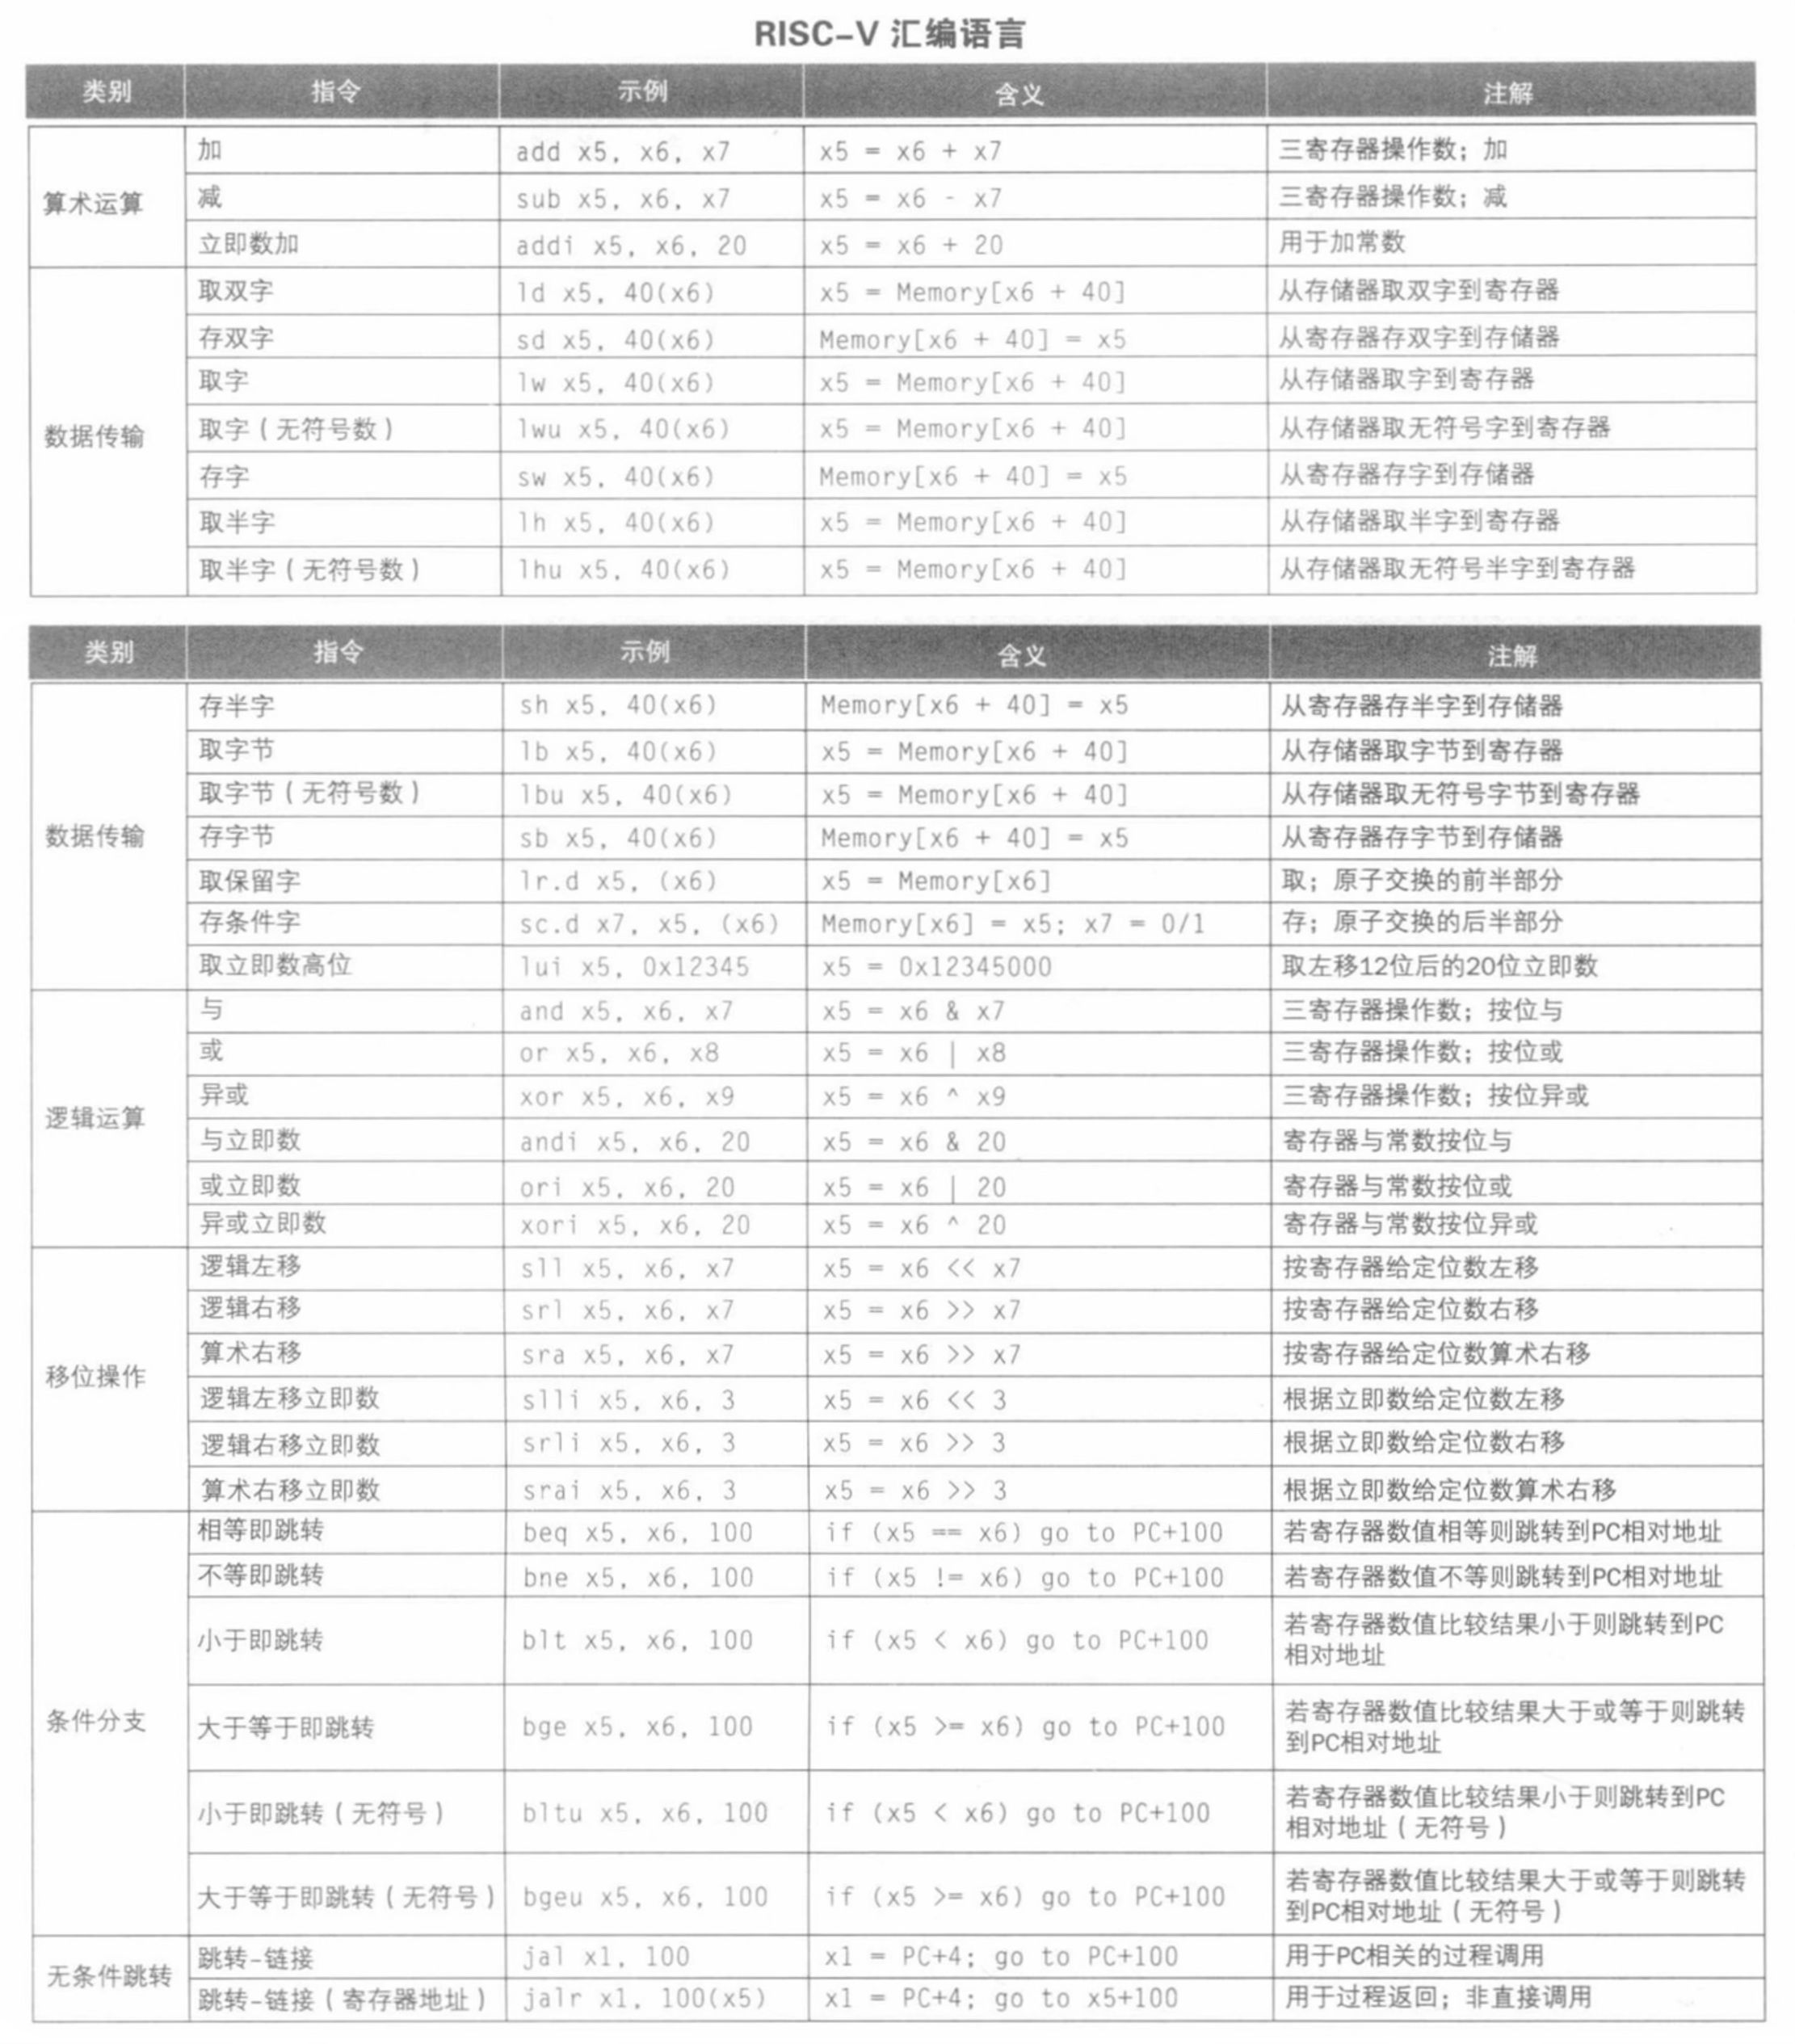 RISC-V 汇编语言
类别 指令 示例 含义 注解
算术运算 加 add x5, x6, x7 x5 = x6 + x7 三寄存器操作数；加
减 sub x5, x6, x7 x5 = x6 - x7 三寄存器操作数；减
立即数加 addi x5, x6, 20 x5 = x6 + 20 用于加常数
数据传输 取双字 ld x5, 40(x6) x5 = Memory[x6 + 40] 从存储器取双字到寄存器
存双字 sd x5, 40(x6) Memory[x6 + 40] = x5 从寄存器存双字到存储器
取字 lw x5, 40(x6) x5 = Memory[x6 + 40] 从存储器取字到寄存器
取字（无符号数） lwu x5, 40(x6) x5 = Memory[x6 + 40] 从存储器取无符号字到寄存器
存字 sw x5, 40(x6) Memory[x6 + 40] = x5 从寄存器存字到存储器
取半字 lh x5, 40(x6) x5 = Memory[x6 + 40] 从存储器取半字到寄存器
取半字（无符号数） lhu x5, 40(x6) x5 = Memory[x6 + 40] 从存储器取无符号半字到寄存器
类别 指令 示例 含义 注解
数据传输 存半字 sh x5, 40(x6) Memory[x6 + 40] = x5 从寄存器存半字到存储器
取字节 lb x5, 40(x6) x5 = Memory[x6 + 40] 从存储器取字节到寄存器
取字节（无符号数） lbu x5, 40(x6) x5 = Memory[x6 + 40] 从存储器取无符号字节到寄存器
存字节 sb x5, 40(x6) Memory[x6 + 40] = x5 从寄存器存字节到存储器
取保留字 lr.d x5, (x6) x5 = Memory[x6] 取；原子交换的前半部分
存条件字 sc.d x7, x5, (x6) Memory[x6] = x5; x7 = 0/1 存；原子交换的后半部分
取立即数高位 lui x5, 0x12345 x5 = 0x12345000 取左移12位后的20位立即数
逻辑运算 与 and x5, x6, x7 x5 = x6 & x7 三寄存器操作数；按位与
或 or x5, x6, x8 x5 = x6 | x8 三寄存器操作数；按位或
异或 xor x5, x6, x9 x5 = x6 ^ x9 三寄存器操作数；按位异或
与立即数 andi x5, x6, 20 x5 = x6 & 20 寄存器与常数按位与
或立即数 ori x5, x6, 20 x5 = x6 | 20 寄存器与常数按位或
异或立即数 xori x5, x6, 20 x5 = x6 ^ 20 寄存器与常数按位异或
移位操作 逻辑左移 sll x5, x6, x7 x5 = x6 << x7 按寄存器给定位数左移
逻辑右移 srl x5, x6, x7 x5 = x6 >> x7 按寄存器给定位数右移
算术右移 sra x5, x6, x7 x5 = x6 >> x7 按寄存器给定位数算术右移
逻辑左移立即数 slli x5, x6, 3 x5 = x6 << 3 根据立即数给定位数左移
逻辑右移立即数 srli x5, x6, 3 x5 = x6 >> 3 根据立即数给定位数右移
算术右移立即数 srai x5, x6, 3 x5 = x6 >> 3 根据立即数给定位数算术右移
条件分支 相等即跳转 beq x5, x6, 100 if (x5 == x6) go to PC+100 若寄存器数值相等则跳转到PC相对地址
不等即跳转 bne x5, x6, 100 if (x5 != x6) go to PC+100 若寄存器数值不等则跳转到PC相对地址
小于即跳转 blt x5, x6, 100 if (x5 < x6) go to PC+100 若寄存器数值比较结果小于则跳转到PC
相对地址
大于等于即跳转 bge x5, x6, 100 if (x5 >= x6) go to PC+100 若寄存器数值比较结果大于或等于则跳转
到PC相对地址
小于即跳转（无符号） bltu x5, x6, 100 if (x5 < x6) go to PC+100 若寄存器数值比较结果小于则跳转到PC
相对地址（无符号）
大于等于即跳转（无符号） bgeu x5, x6, 100 if (x5 >= x6) go to PC+100 若寄存器数值比较结果大于或等于则跳转
到PC相对地址（无符号）
无条件跳转 跳转-链接 jal x1, 100 x1 = PC+4; go to PC+100 用于PC相关的过程调用
跳转-链接（寄存器地址） jalr x1, 100(x5) x1 = PC+4; go to x5+100 用于过程返回；非直接调用